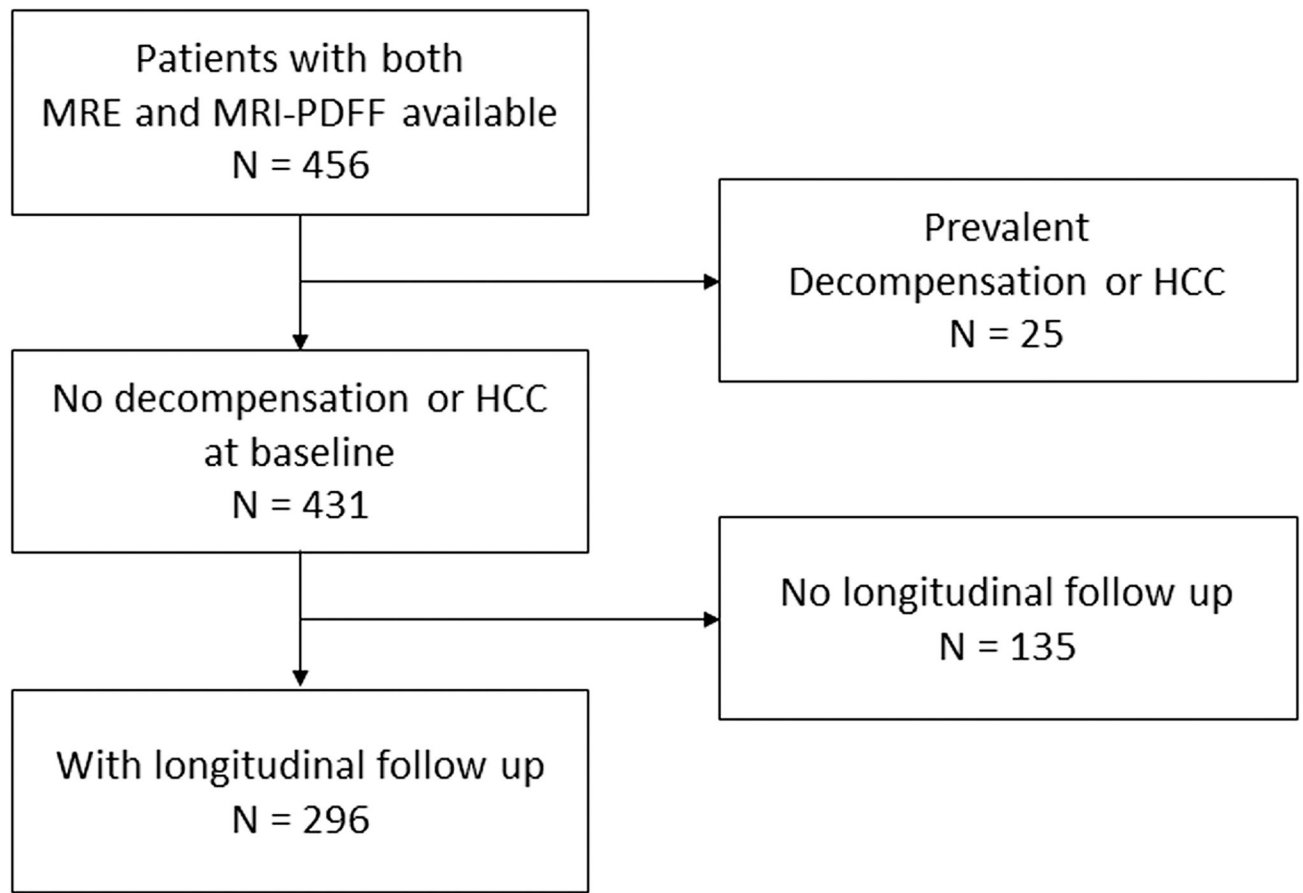 Patients with both
MRE and MRI-PDFF available
N = 456
Prevalent
Decompensation or HCC
N = 25
No decompensation or HCC
at baseline
N = 431
No longitudinal follow up
N = 135
With longitudinal follow up
N = 296